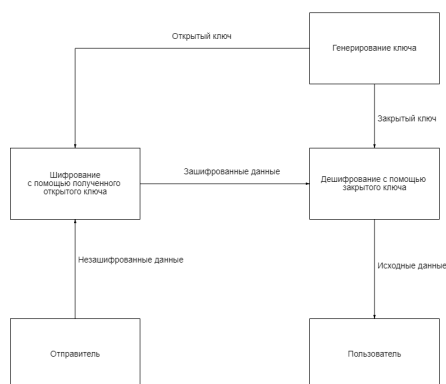 Открытый ключ
Генерирование ключа
Закрытый ключ
Шифрование
с помощью полученного
открытого ключа
Зашифрованные данные
Дешифрование с помощью
закрытого ключа
Незашифрованные данные
Исходные данные
Отправитель
Пользователь